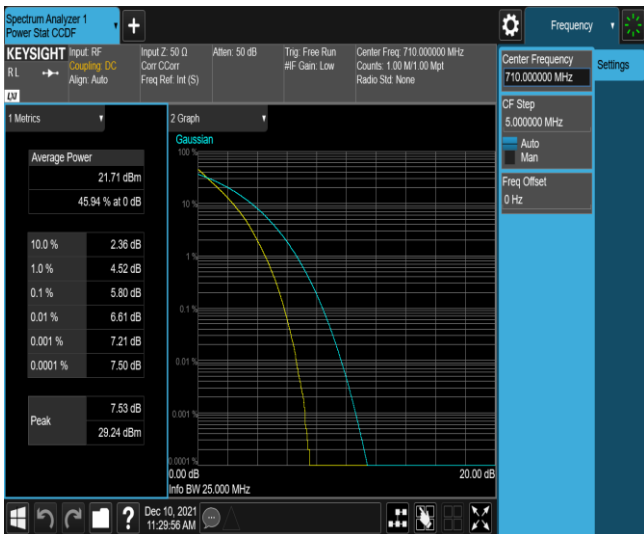 Spectrum Analyzer 1
Power Stat CCDF
Frequency
KEYSIGHT
RL
LXI
Input: RF
Coupling: DC
Align: Auto
Input Z: 50 Ω
Corr CCorr
Freq Ref: Int (S)
Atten: 50 dB
Trig: Free Run
#IF Gain: Low
Center Freq: 710.000000 MHz
Counts: 1.00 M/1.00 Mpt
Radio Std: None
Center Frequency
710.000000 MHz
Settings
CF Step
5.000000 MHz
Auto
Man
Freq Offset
0 Hz
1 Metrics
Average Power
21.71 dBm
45.94 % at 0 dB
10.0 % 2.36 dB
1.0 % 4.52 dB
0.1 % 5.80 dB
0.01 % 6.61 dB
0.001 % 7.21 dB
0.0001 % 7.50 dB
Peak
7.53 dB
29.24 dBm
2 Graph
Gaussian
100 %
10 %
1 %
0.1 %
0.01 %
0.001 %
0.0001 %
0.00 dB
20.00 dB
Info BW 25.000 MHz
?
Dec 10, 2021
11:29:56 AM